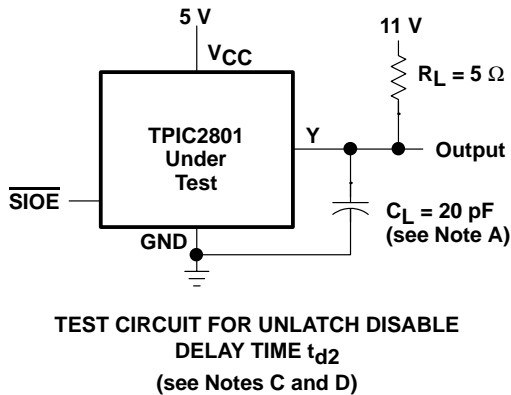 5 V
11 V
VCC
RL = 5 Ω
TPIC2801
Under
Test
Y
Output
SIOE
CL = 20 pF
(see Note A)
GND
TEST CIRCUIT FOR UNLATCH DISABLE
DELAY TIME td2
(see Notes C and D)